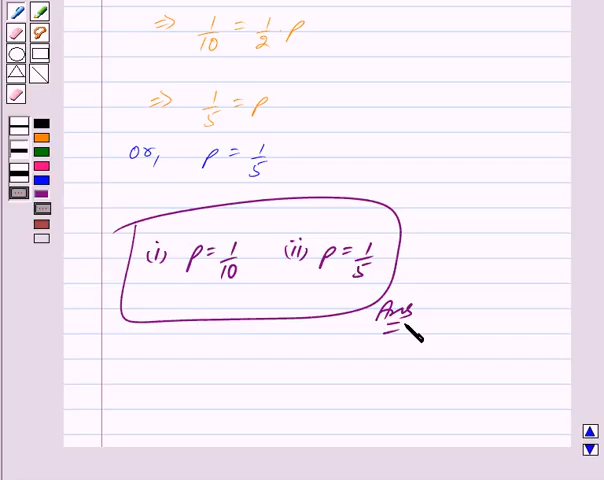 ⇒ 1/10 = 1/2 . p
⇒ 1/5 = p
or, p = 1/5
(i) p = 1/10 (ii) p = 1/5
Ans